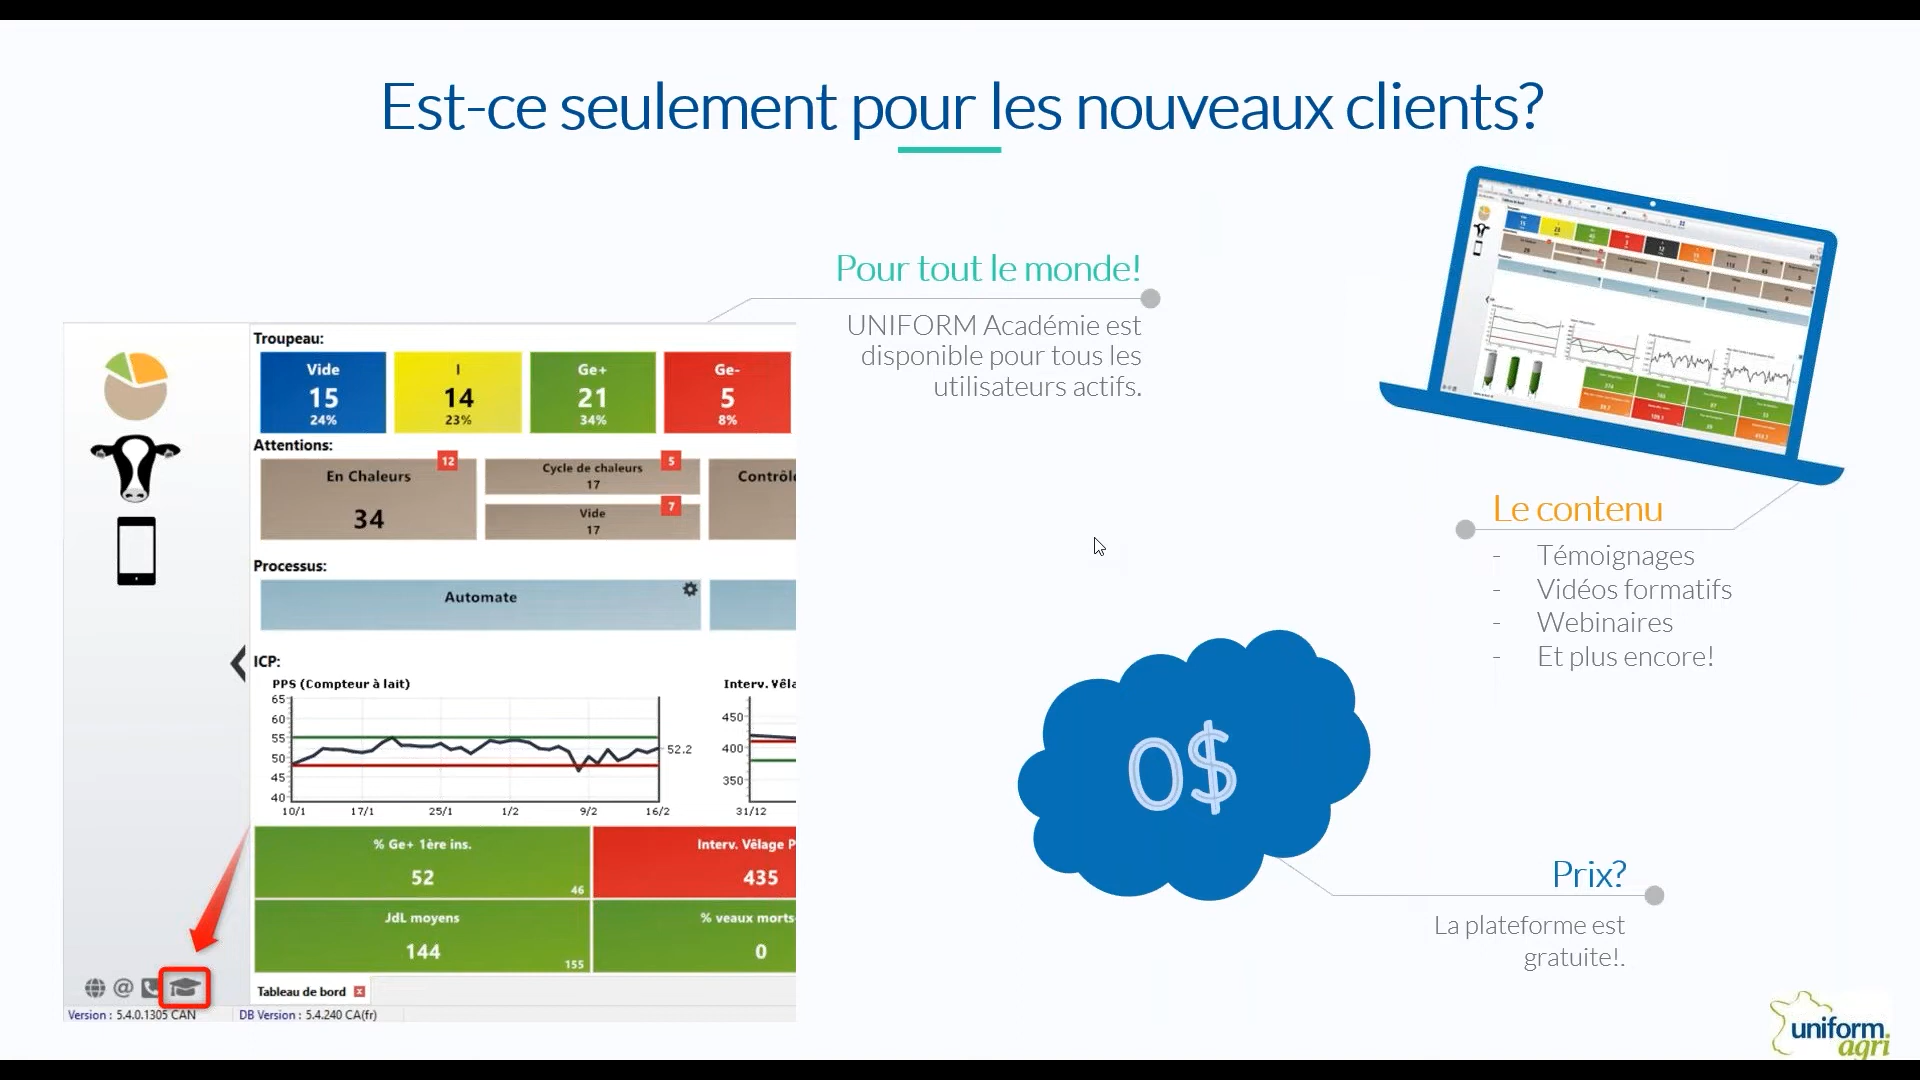 Est-ce seulement pour les nouveaux clients?
Pour tout le monde!
UNIFORM Académie est
disponible pour tous les
utilisateurs actifs.
Troupeau:
Vide
15
24%
I
14
23%
Ge+
21
34%
Ge-
5
8%
Attentions:
En Chaleurs
12
34
Cycle de chaleurs
5
17
Vide
7
17
Contrôl
Processus:
Automate
ICP:
PPS (Compteur à lait)
65
60
55
50
45
40
52.2
10/1 17/1 25/1 1/2 9/2 16/2
Interv. Vêla
450
400
350
31/12
% Ge+ 1ère ins.
52
46
Interv. Vêlage P
435
JdL moyens
144
155
% veaux morts-
0
Tableau de bord
Version : 5.4.0.1305 CAN
DB Version : 5.4.240 CA(fr)
Le contenu
- Témoignages
- Vidéos formatifs
- Webinaires
- Et plus encore!
0$
Prix?
La plateforme est
gratuite!.
uniform.
agri